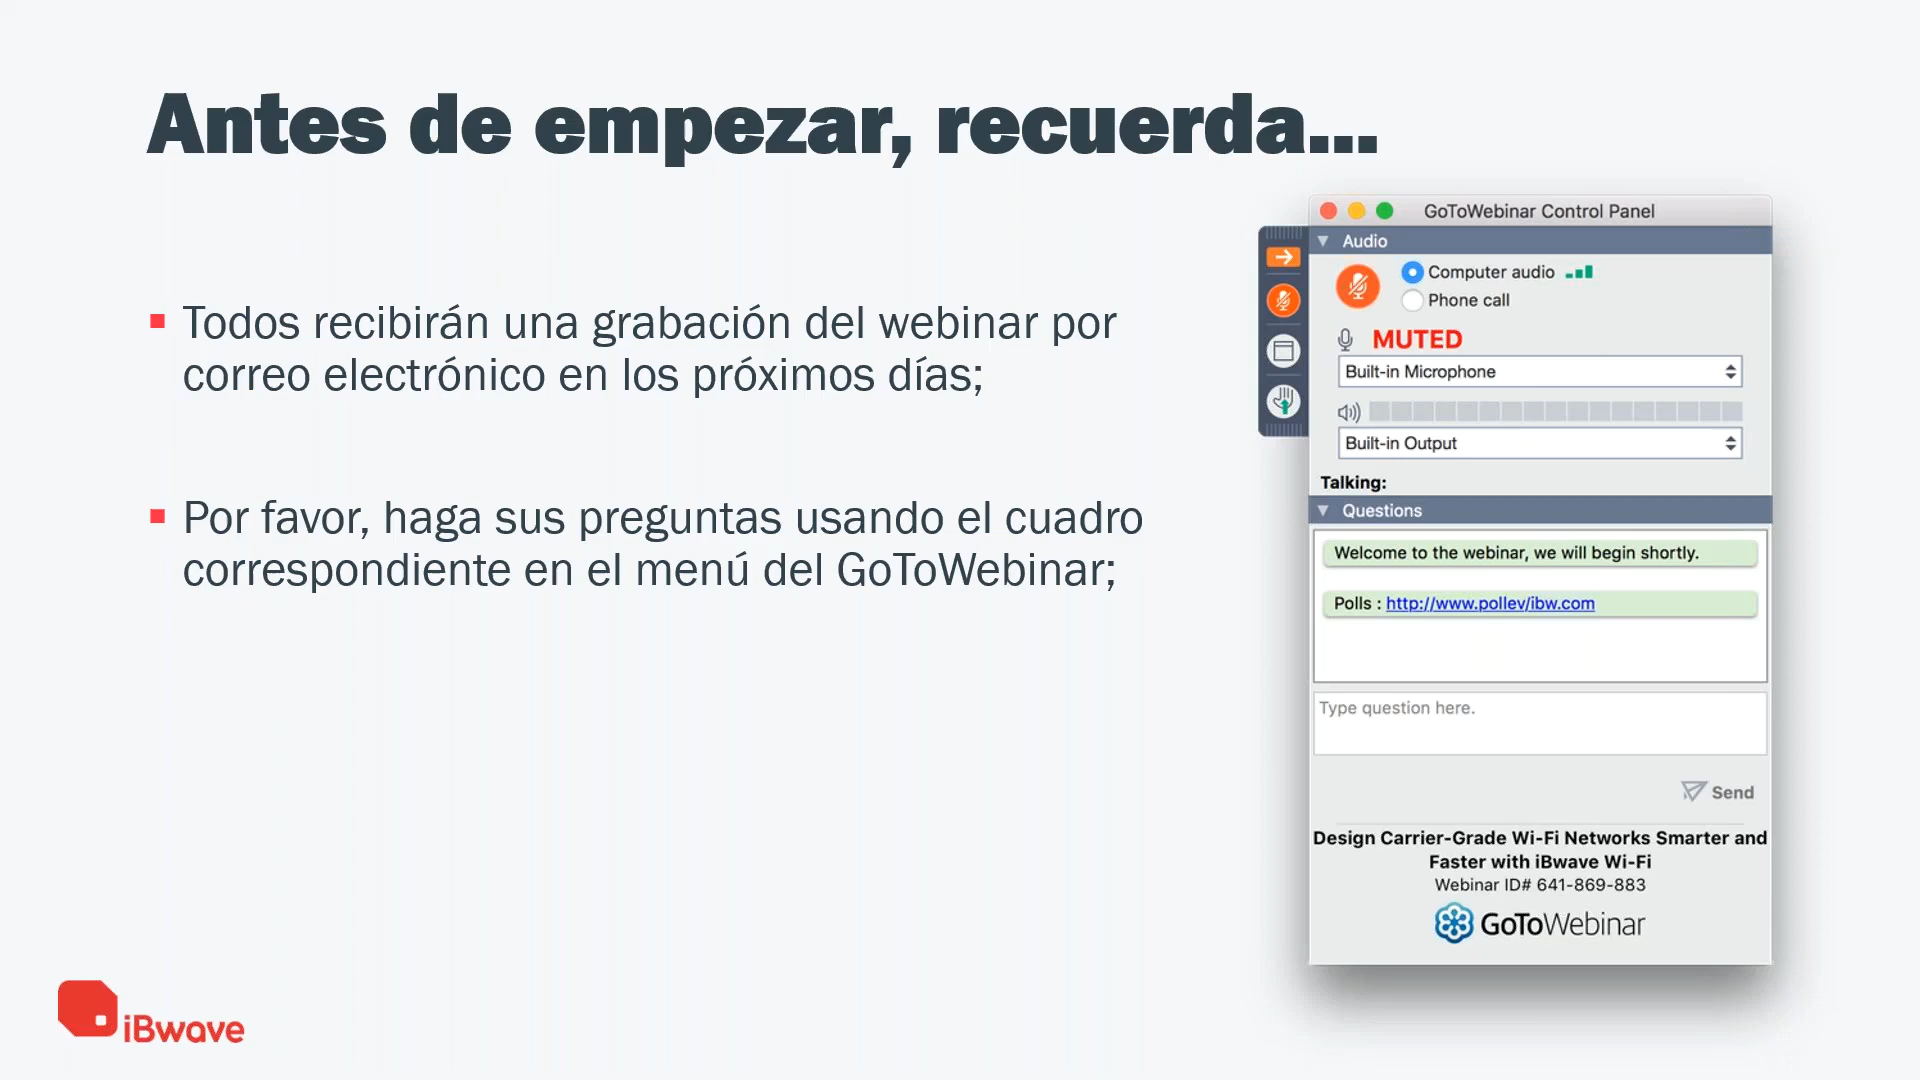 Antes de empezar, recuerda...
Todos recibirán una grabación del webinar por
correo electrónico en los próximos días;
Por favor, haga sus preguntas usando el cuadro
correspondiente en el menú del GoToWebinar;
GoToWebinar Control Panel
Audio
Computer audio
Phone call
MUTED
Built-in Microphone
Built-in Output
Talking:
Questions
Welcome to the webinar, we will begin shortly.
Polls : http://www.pollev/ibw.com
Type question here.
Send
Design Carrier-Grade Wi-Fi Networks Smarter and
Faster with iBwave Wi-Fi
Webinar ID# 641-869-883
GoToWebinar
iBwave